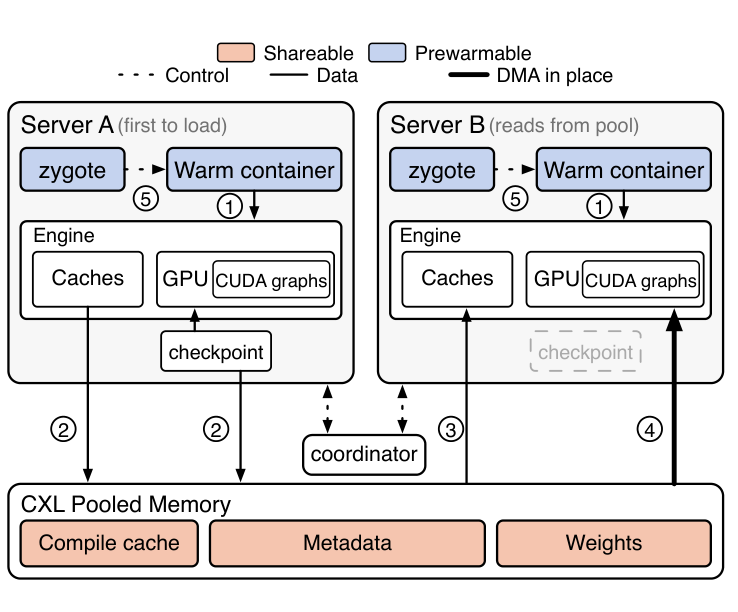 Shareable Prewarmable
Control Data DMA in place
Server A (first to load)
zygote
Warm container
5
1
Engine
Caches
GPU
CUDA graphs
checkpoint
2
2
Server B (reads from pool)
zygote
Warm container
5
1
Engine
Caches
GPU
CUDA graphs
checkpoint
3
4
coordinator
CXL Pooled Memory
Compile cache
Metadata
Weights